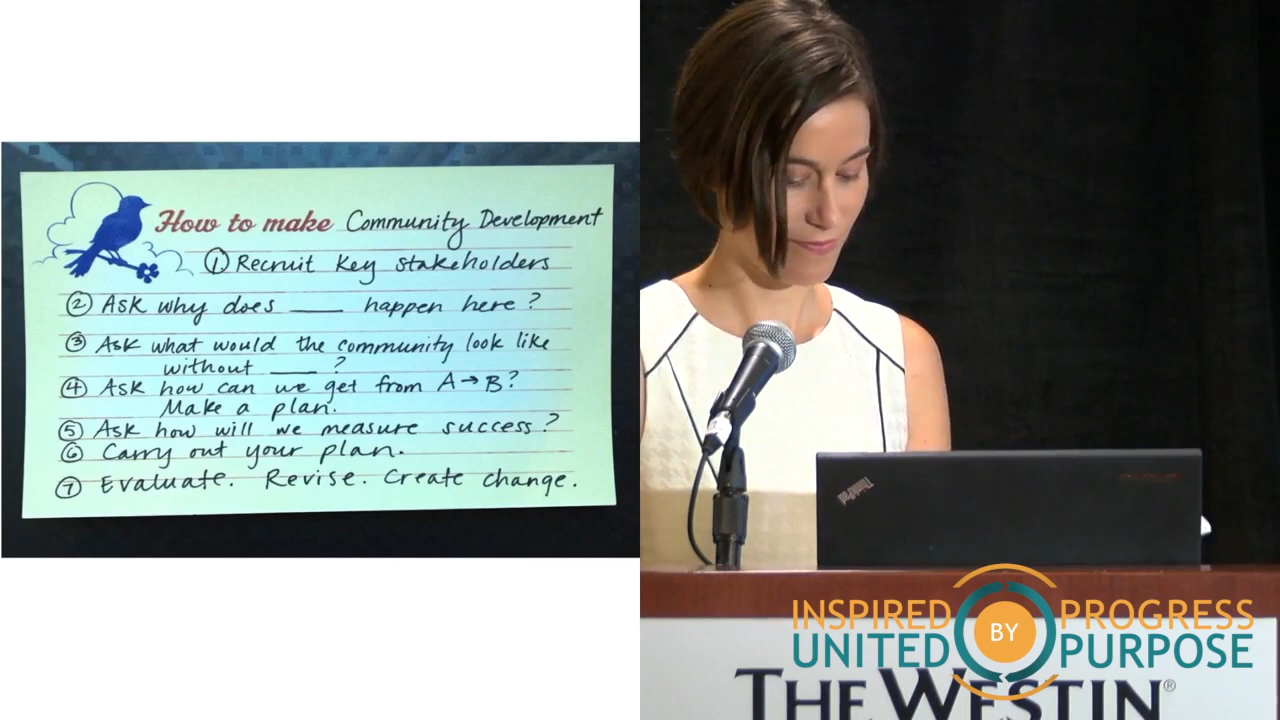 How to make Community Development
① Recruit key stakeholders
② Ask why does ____ happen here?
③ Ask what would the community look like
without ____ ?
④ Ask how can we get from A→B?
Make a plan.
⑤ Ask how will we measure success?
⑥ Carry out your plan.
⑦ Evaluate. Revise. Create change.
ThinkPad
INSPIRED BY PROGRESS
UNITED PURPOSE
THE WESTIN®